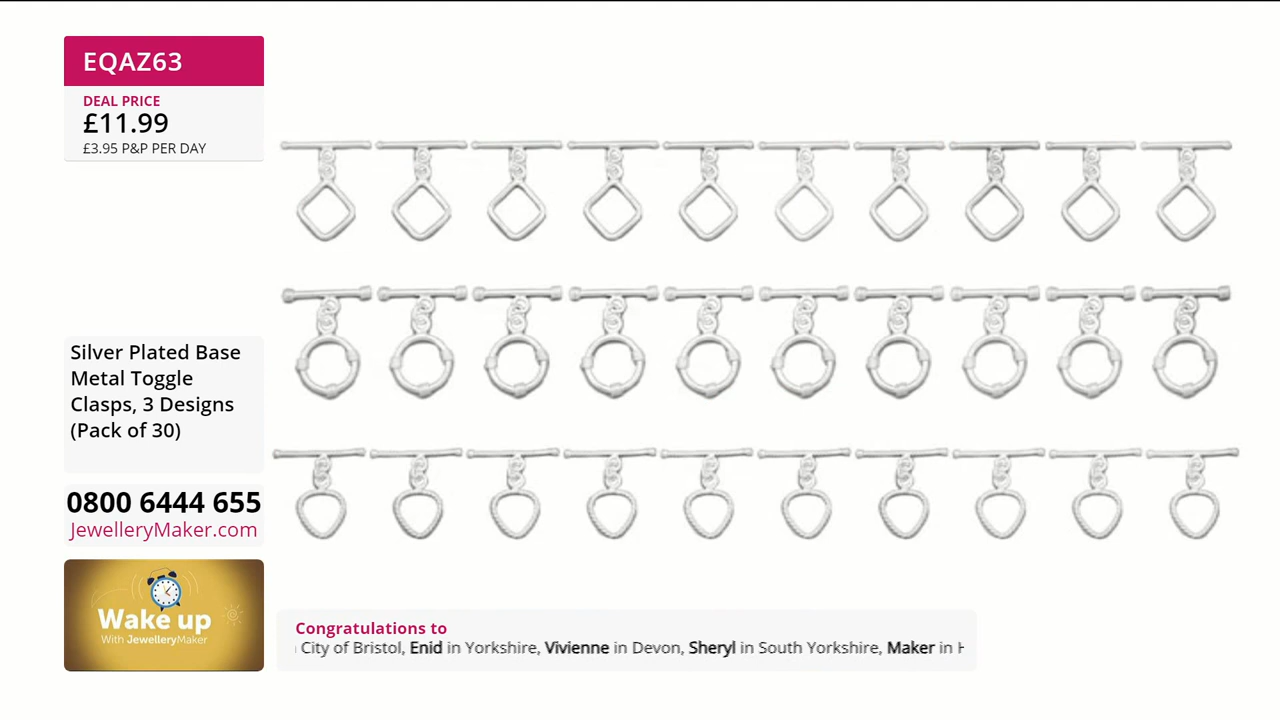 EQAZ63
DEAL PRICE
£11.99
£3.95 P&P PER DAY
Silver Plated Base
Metal Toggle
Clasps, 3 Designs
(Pack of 30)
0800 6444 655
JewelleryMaker.com
Wake up
With JewelleryMaker
Congratulations to
City of Bristol, Enid in Yorkshire, Vivienne in Devon, Sheryl in South Yorkshire, Maker in